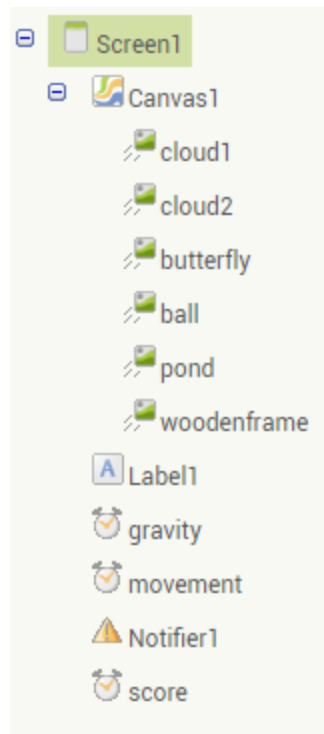 Screen1
Canvas1
cloud1
cloud2
butterfly
ball
pond
woodenframe
A Label1
gravity
movement
Notifier1
score